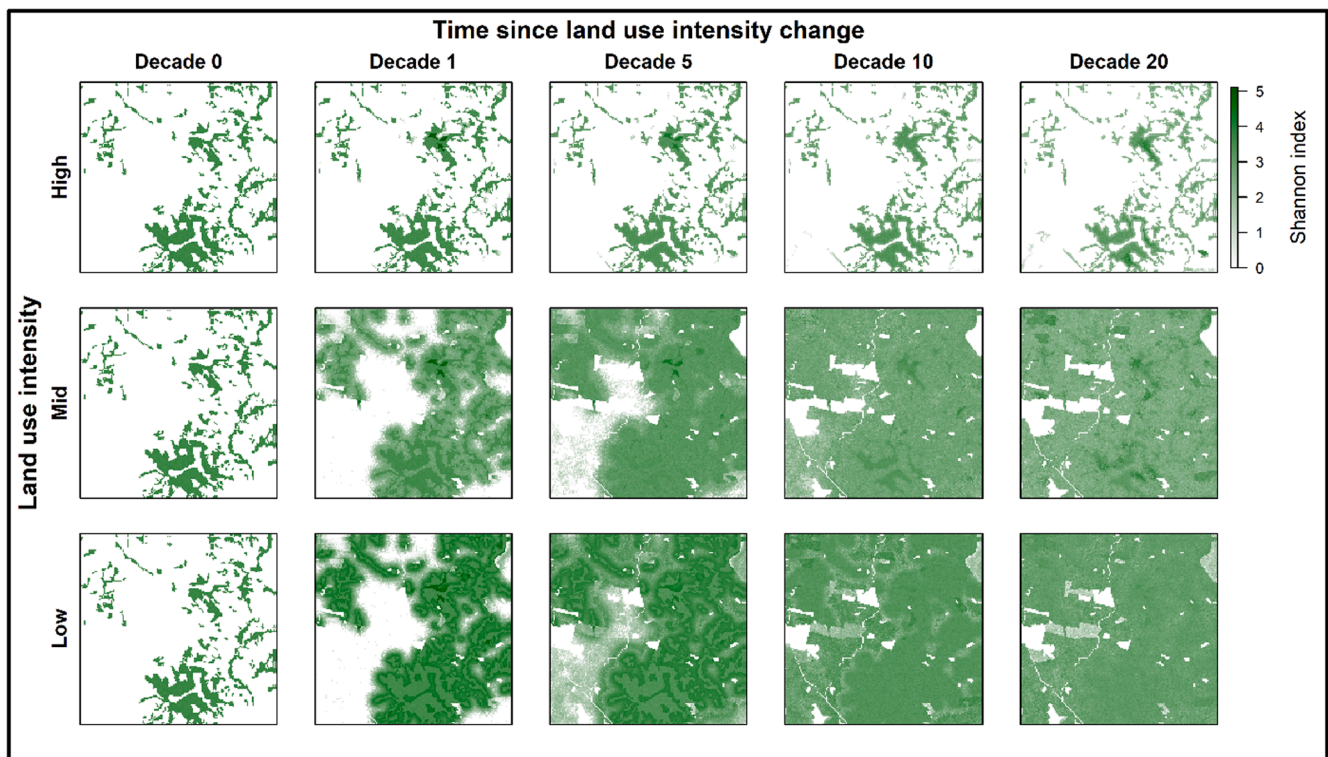 Time since land use intensity change
Decade 0 Decade 1 Decade 5 Decade 10 Decade 20
Land use intensity
High
Mid
Low
5
4
3
2
1
0
Shannon index